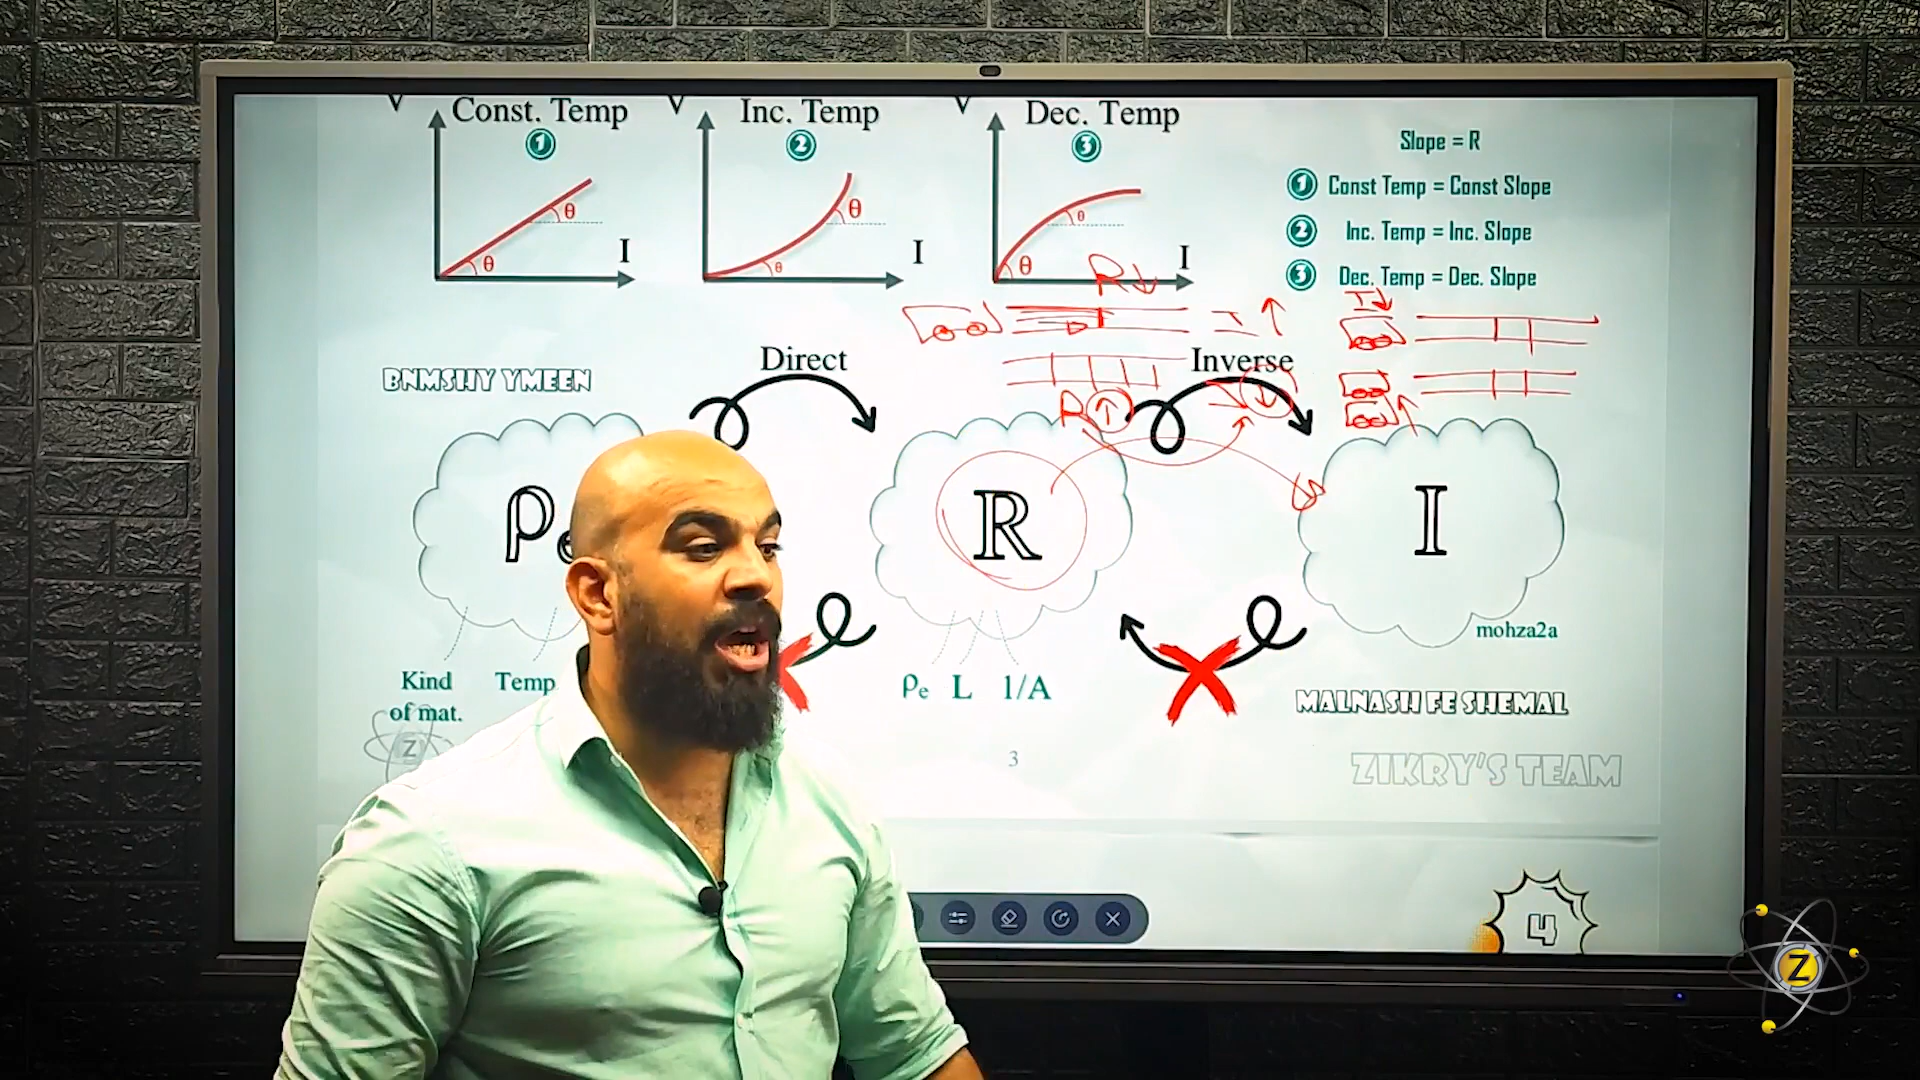 V Const. Temp
1
θ
θ
I
V Inc. Temp
2
θ
θ
I
V Dec. Temp
3
θ
θ
I
Slope = R
1 Const Temp = Const Slope
2 Inc. Temp = Inc. Slope
3 Dec. Temp = Dec. Slope
R↓
I ↑
I↓
BNMSHY YMEEN
Direct
Inverse
R ↑
ρe
R
I
mohza2a
Kind
of mat.
Temp
ρe L 1/A
MALNASH FE SHEMAL
Z
3
ZIKRY'S TEAM
4
Z